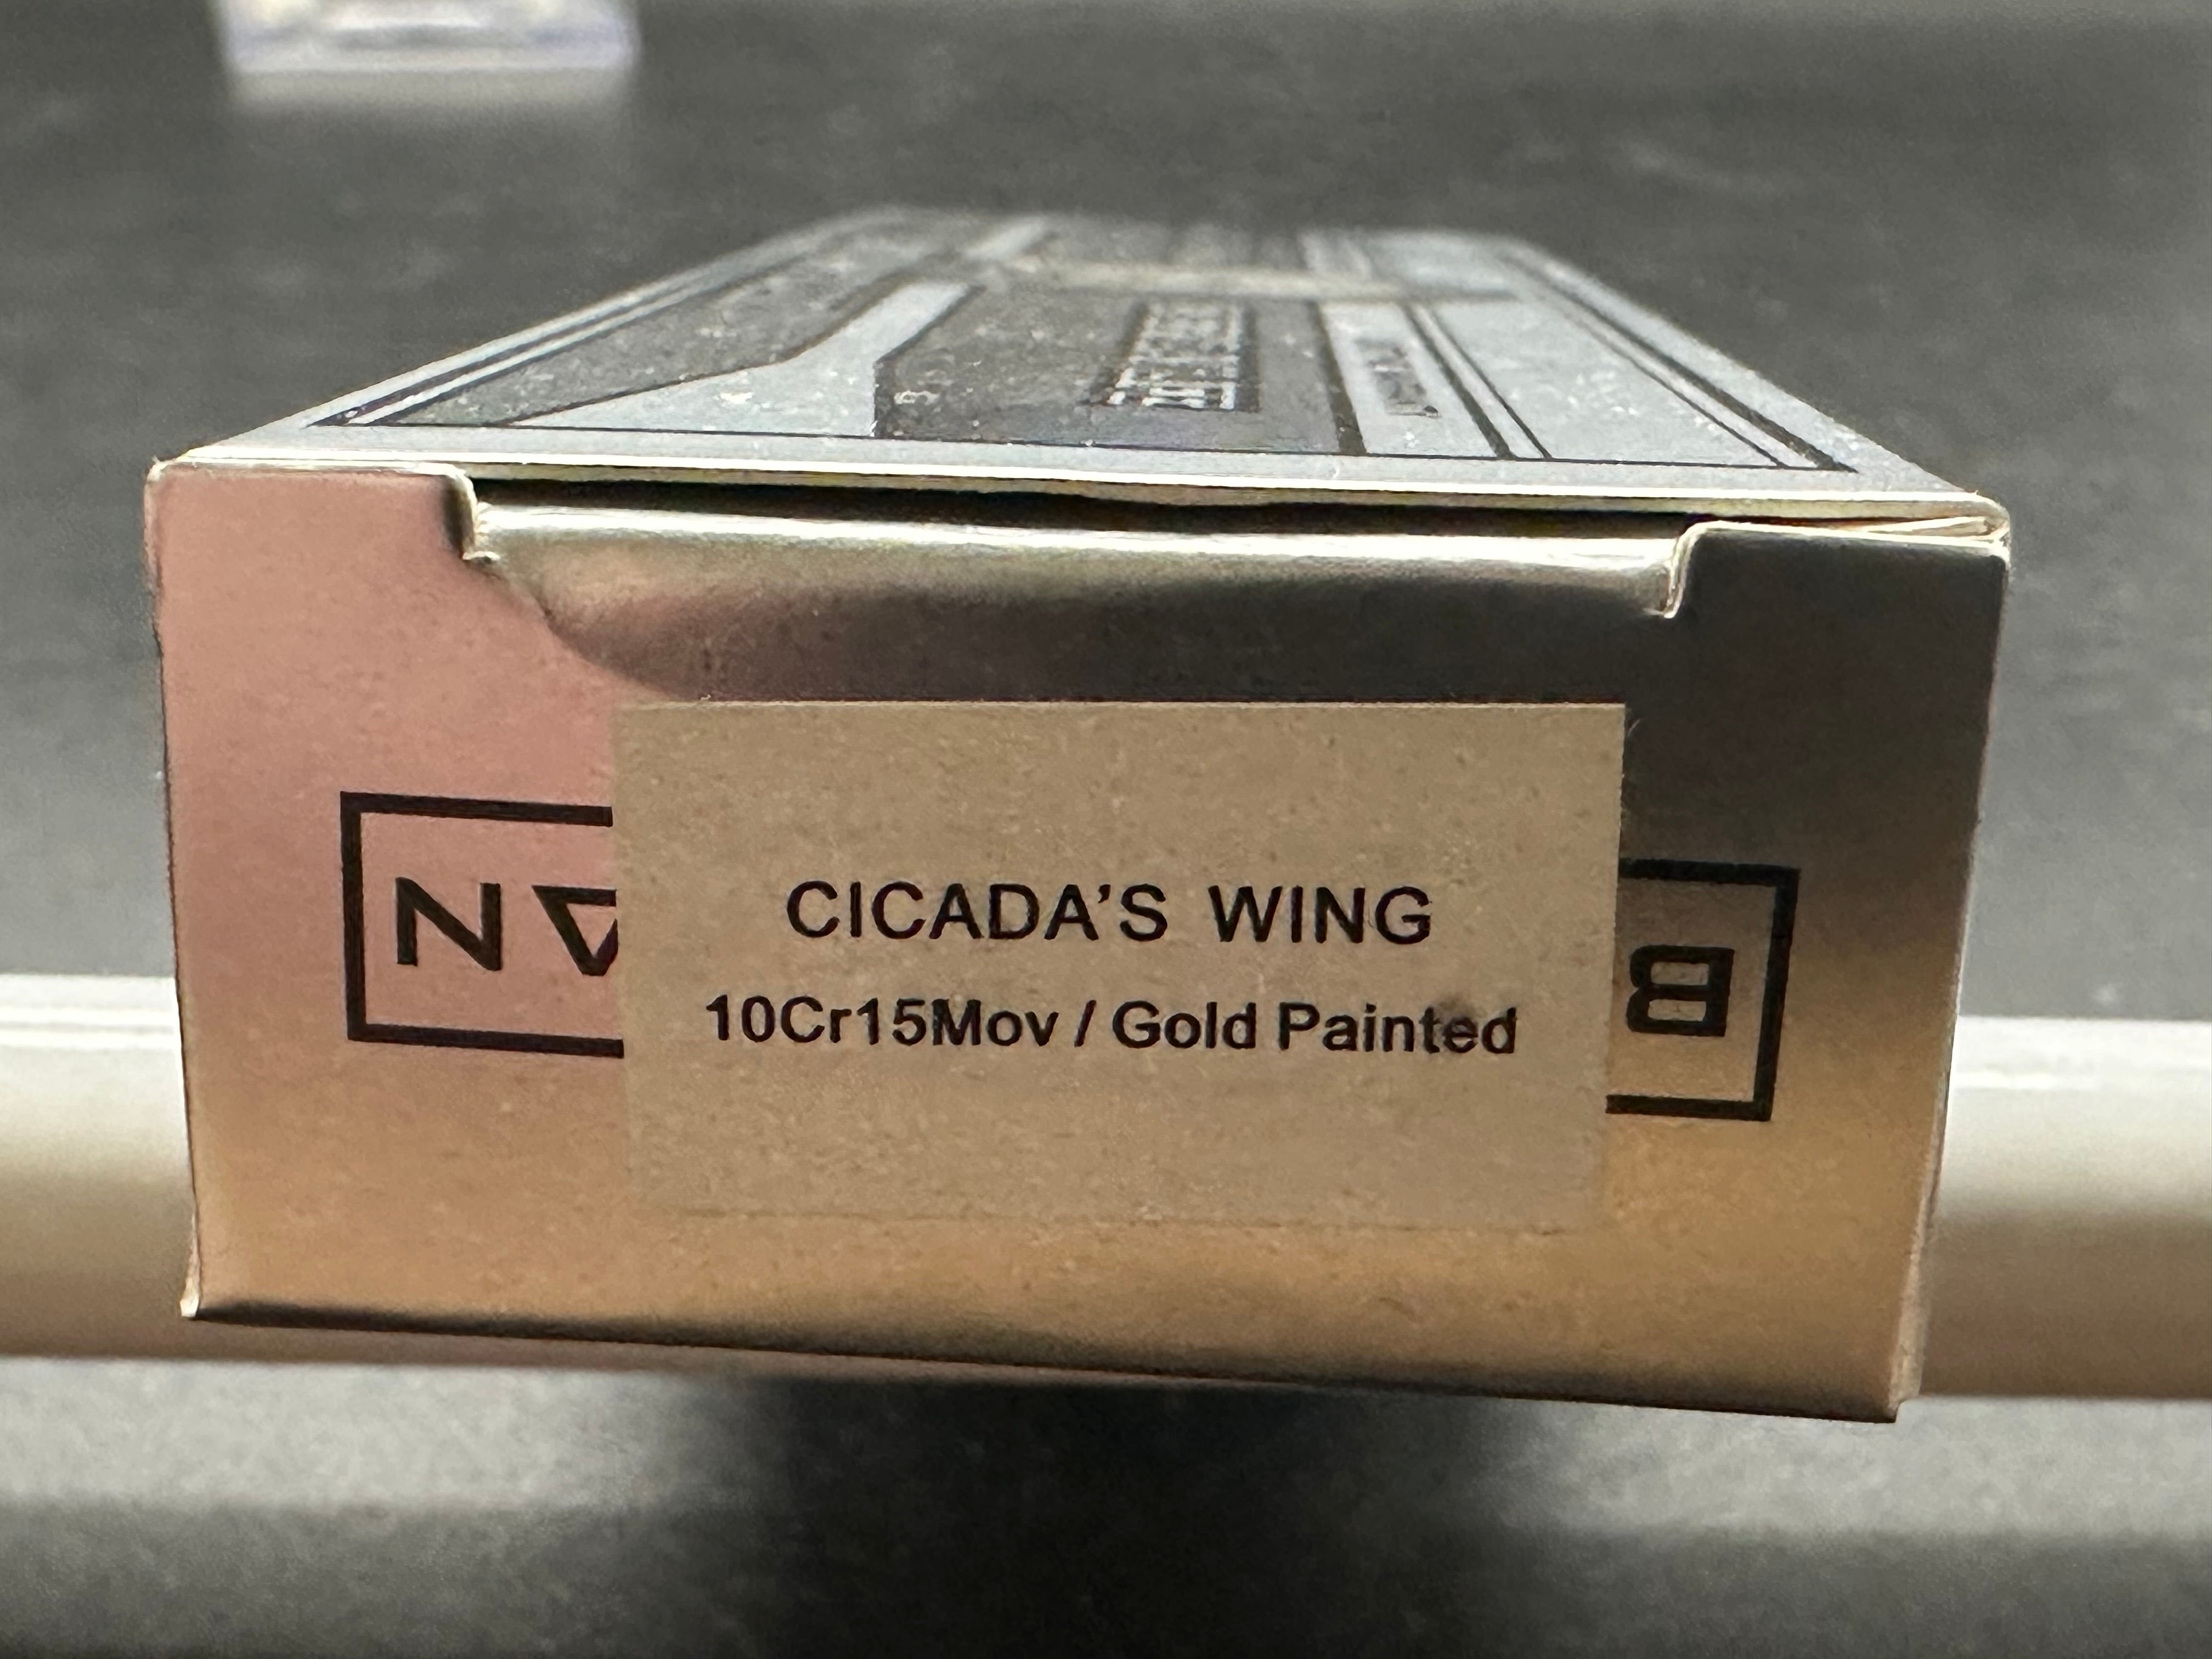 CICADA'S WING
10Cr15Mov / Gold Painted